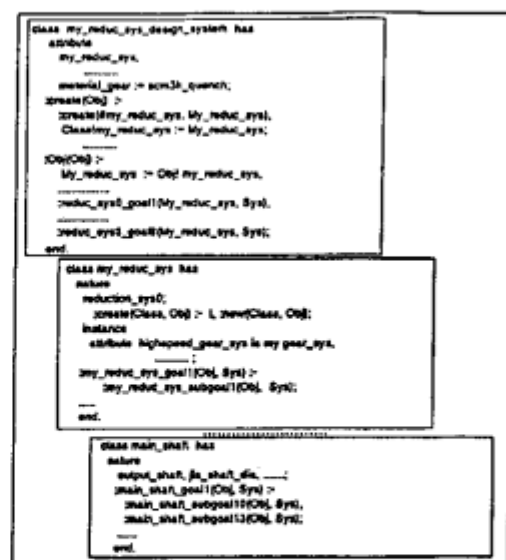 class my_reduc_sys_design_system has
attribute
my_reduc_sys,
..........
material_gear := scm3h_quench;
:create(Obj) :-
:create(#my_reduc_sys, My_reduc_sys),
Class!my_reduc_sys := My_reduc_sys;
..........
:Obj(Obj) :-
My_reduc_sys := Obj! my_reduc_sys,
..............
:reduc_sys0_goal1(My_reduc_sys, Sys),
..............
(My_reduc_sys, Sys);
end.
class my_reduc_sys has
nature
reduction_sys0;
:create(Class, Obj) :- :new(Class, Obj);
instance
attribute highspeed_gear_sys is my gear_sys,
.......... ;
:my_reduc_sys_goal1(Obj, Sys) :-
:my_reduc_sys_subgoal1(Obj, Sys);
.....
end.
class main_shaft has
nature
output_shaft, ......;
:main_shaft_goal1(Obj, Sys) :-
:main_shaft_subgoal10(Obj, Sys),
:main_shaft_subgoal13(Obj, Sys);
......
end.